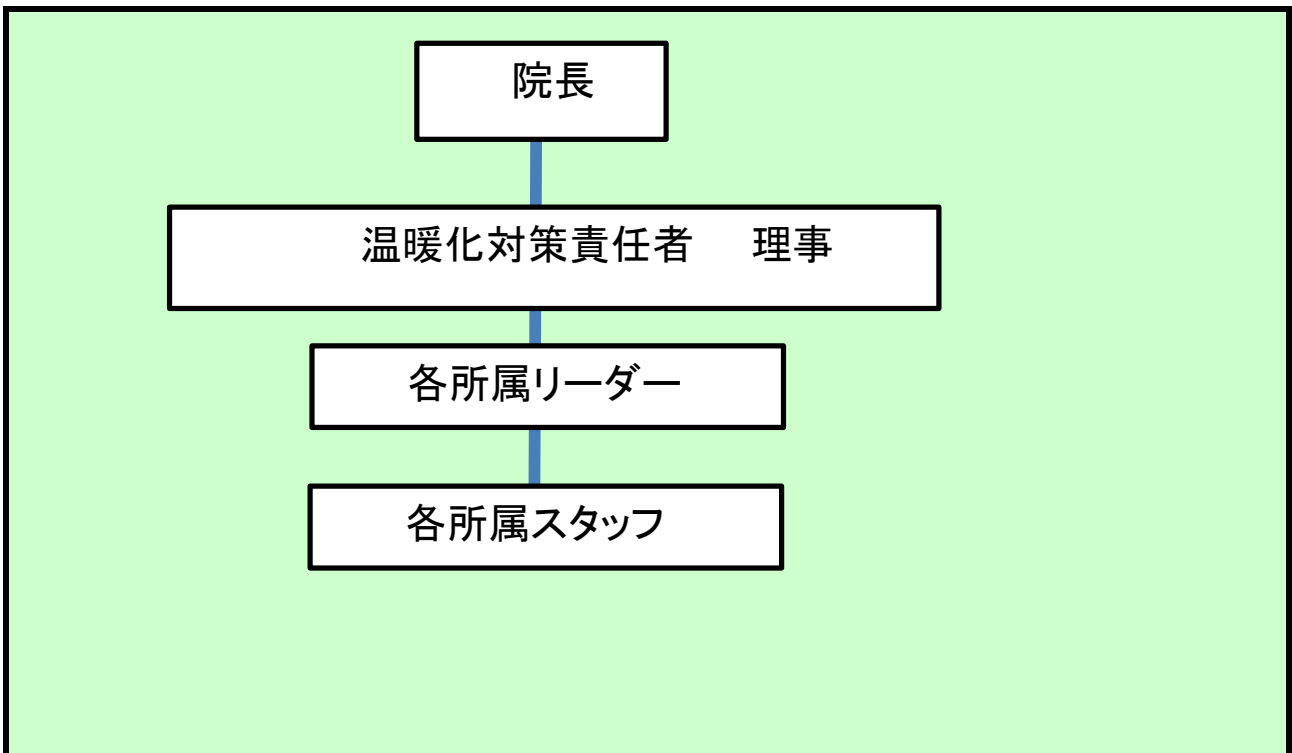 院長
温暖化対策責任者　理事
各所属リーダー
各所属スタッフ